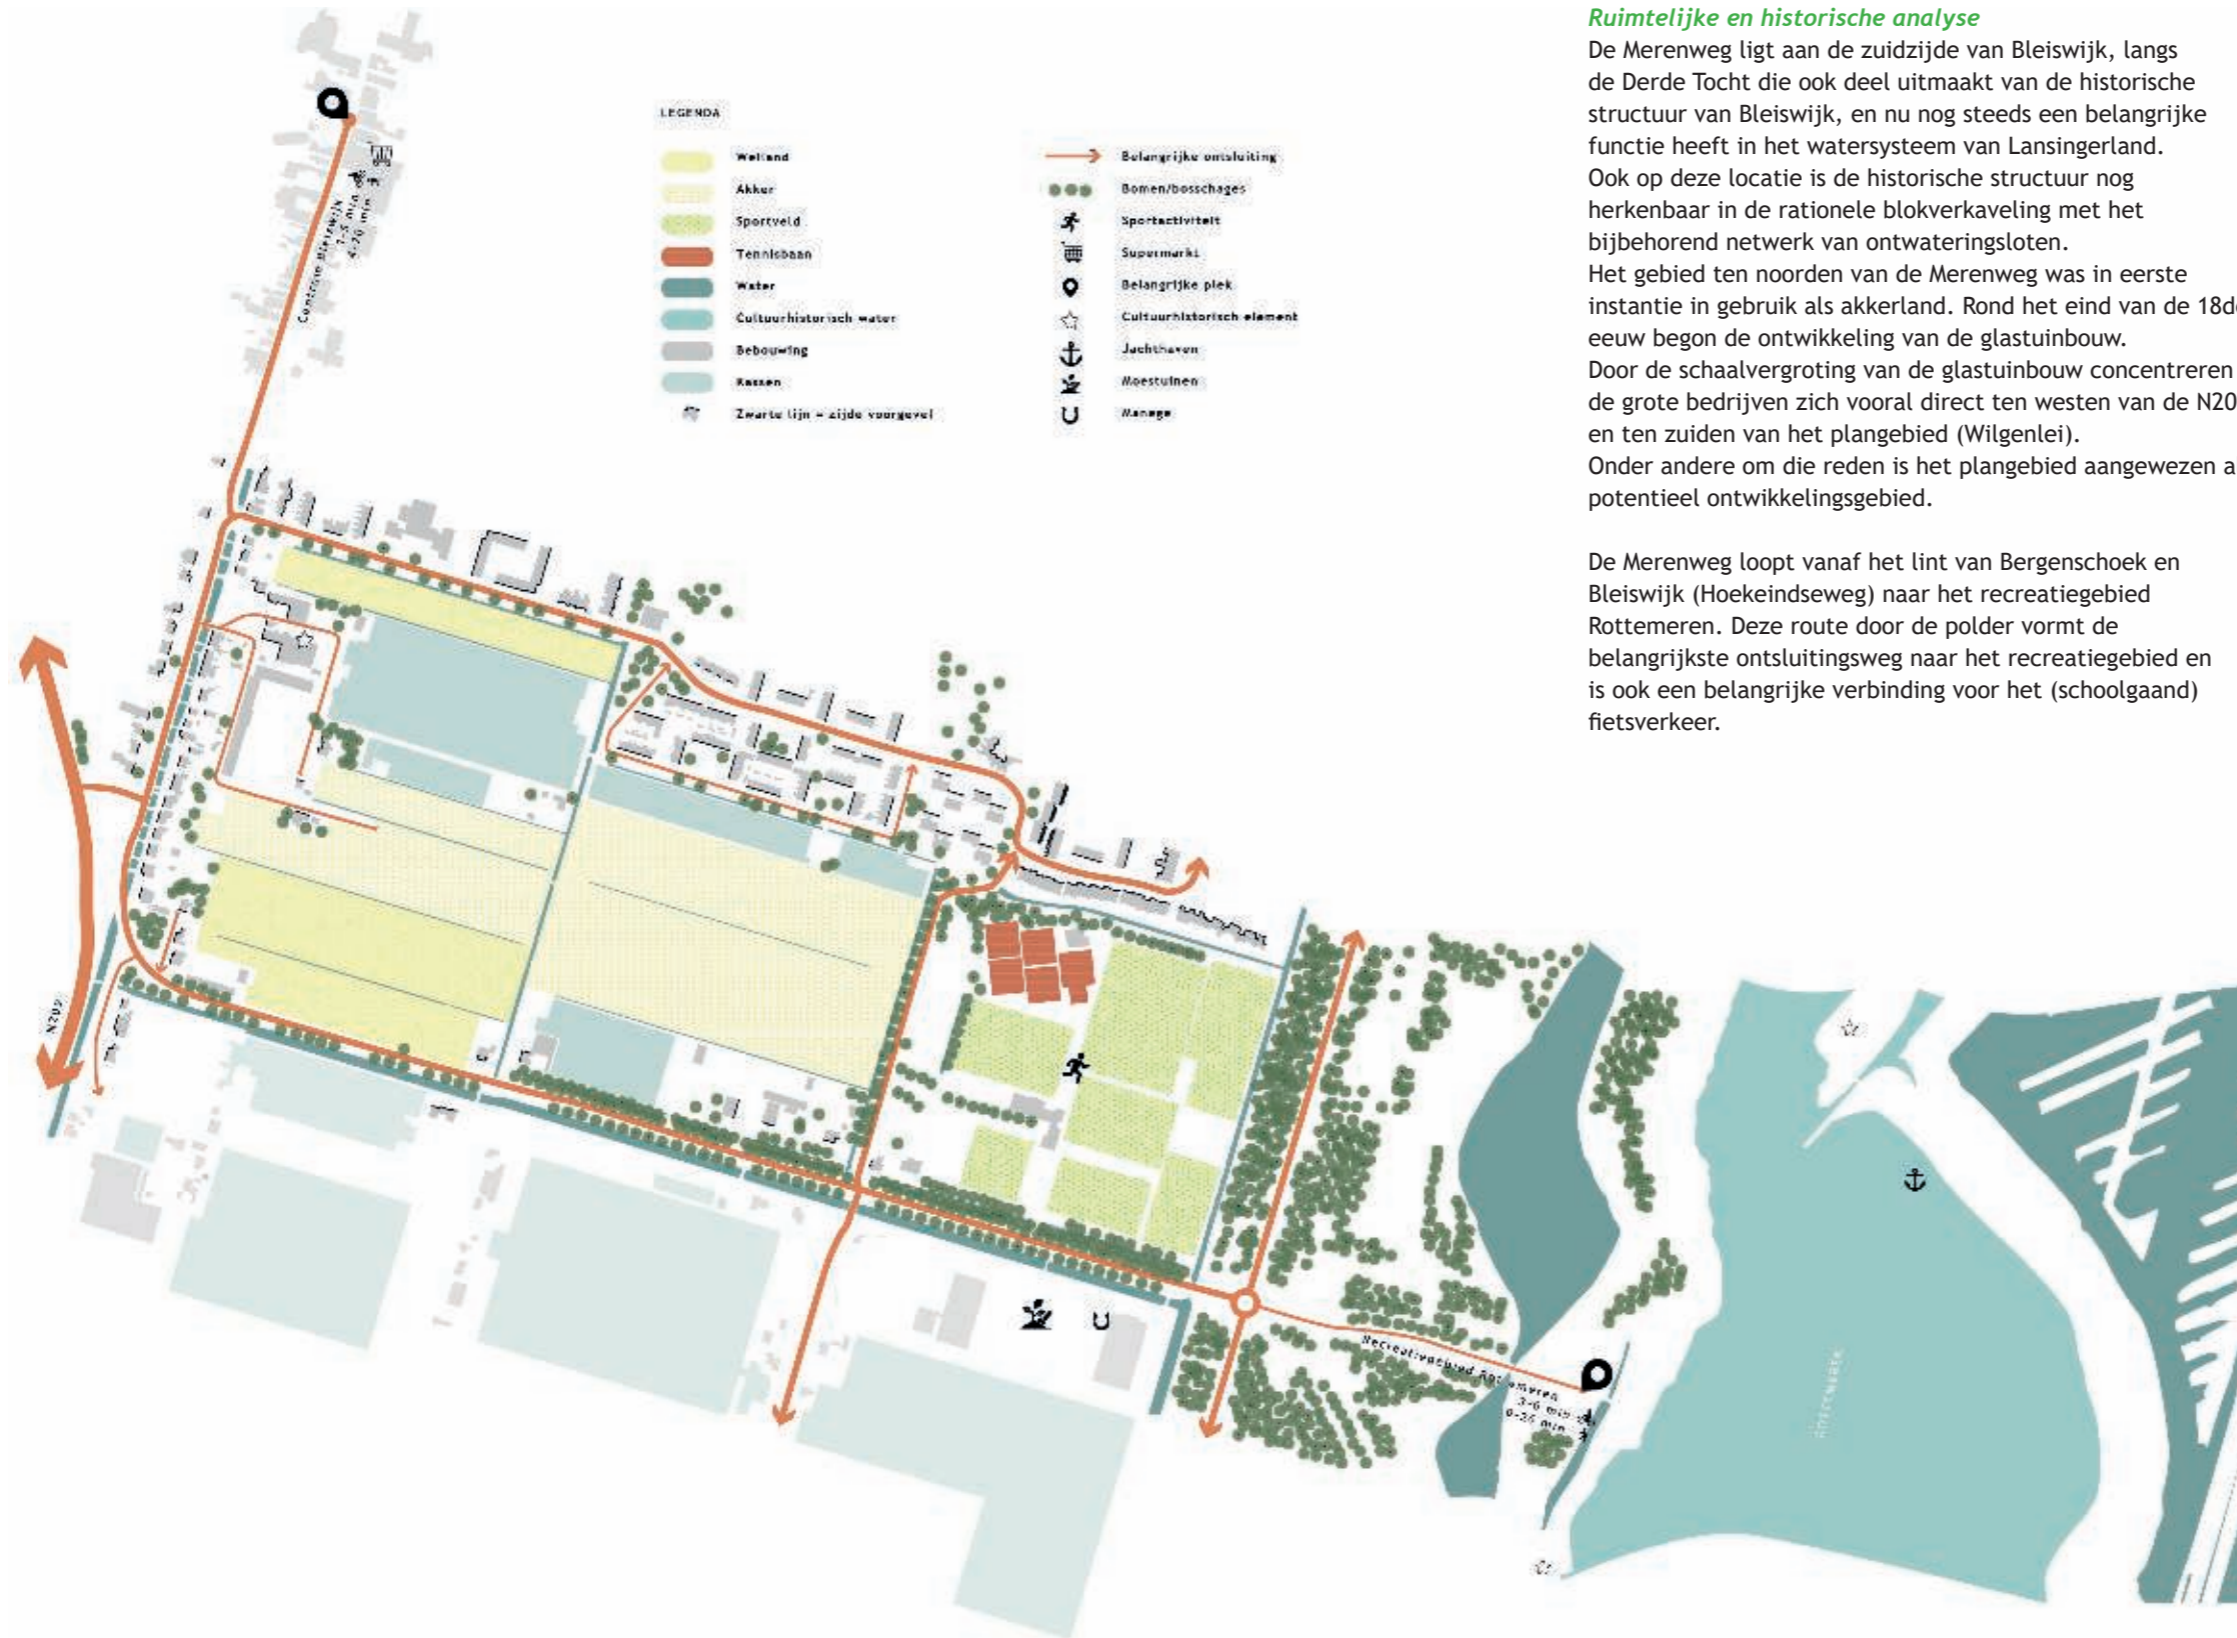 Ruimtelijke en historische analyse
De Merenweg ligt aan de zuidzijde van Bleiswijk, langs
de Derde Tocht die ook deel uitmaakt van de historische
structuur van Bleiswijk, en nu nog steeds een belangrijke
functie heeft in het watersysteem van Lansingerland.
Ook op deze locatie is de historische structuur nog
herkenbaar in de rationele blokverkaveling met het
bijbehorend netwerk van ontwateringsloten.
Het gebied ten noorden van de Merenweg was in eerste
instantie in gebruik als akkerland. Rond het eind van de 18d
eeuw begon de ontwikkeling van de glastuinbouw.
Door de schaalvergroting van de glastuinbouw concentreren
de grote bedrijven zich vooral direct ten westen van de N20
en ten zuiden van het plangebied (Wilgenlei).
Onder andere om die reden is het plangebied aangewezen a
potentieel ontwikkelingsgebied.
De Merenweg loopt vanaf het lint van Bergenschoek en
Bleiswijk (Hoekeindseweg) naar het recreatiegebied
Rottemeren. Deze route door de polder vormt de
belangrijkste ontsluitingsweg naar het recreatiegebied en
is ook een belangrijke verbinding voor het (schoolgaand)
fietsverkeer.
LEGENDA
Weiland
Akker
Sportveld
Tennisbaan
Water
Cultuurhistorisch water
Bebouwing
Kassen
Zwarte lijn = zijde voorgevel
Belangrijke ontsluiting
Bomen/bosschages
Sportactiviteit
Supermarkt
Belangrijke plek
Cultuurhistorisch element
Jachthaven
Moestuinen
Manege
Centrum Bleiswijk
N209
Recreatiegebied Rottemeren